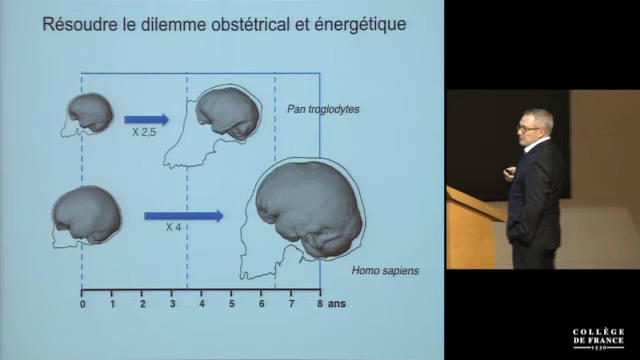 Résoudre le dilemme obstétrical et énergétique
Pan troglodytes
X 2,5
X 4
Homo sapiens
0 1 2 3 4 5 6 7 8 ans
COLLÈGE
DE FRANCE
1530